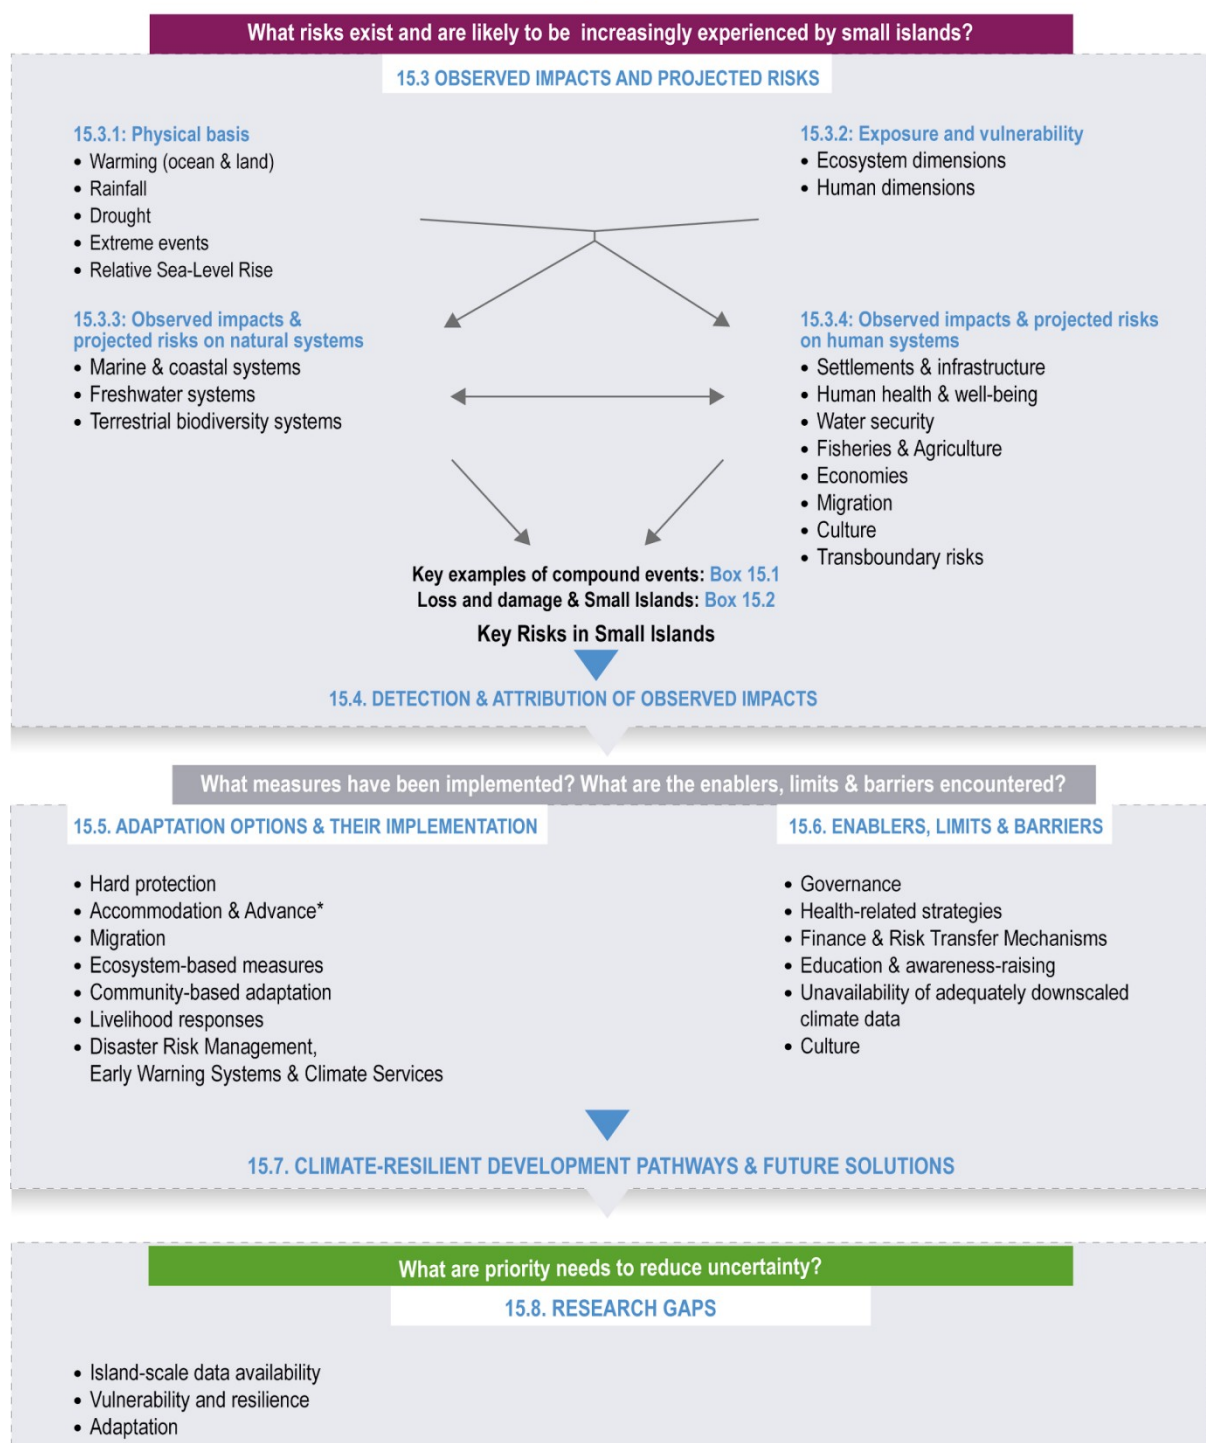 What risks exist and are likely to be increasingly experienced by small islands?
15.3 OBSERVED IMPACTS AND PROJECTED RISKS
15.3.1: Physical basis
• Warming (ocean & land)
• Rainfall
• Drought
• Extreme events
• Relative Sea-Level Rise
15.3.2: Exposure and vulnerability
• Ecosystem dimensions
• Human dimensions
15.3.3: Observed impacts &
projected risks on natural systems
• Marine & coastal systems
• Freshwater systems
• Terrestrial biodiversity systems
15.3.4: Observed impacts & projected risks
on human systems
• Settlements & infrastructure
• Human health & well-being
• Water security
• Fisheries & Agriculture
• Economies
• Migration
• Culture
• Transboundary risks
Key examples of compound events: Box 15.1
Loss and damage & Small Islands: Box 15.2
Key Risks in Small Islands
15.4. DETECTION & ATTRIBUTION OF OBSERVED IMPACTS
What measures have been implemented? What are the enablers, limits & barriers encountered?
15.5. ADAPTATION OPTIONS & THEIR IMPLEMENTATION
• Hard protection
• Accommodation & Advance*
• Migration
• Ecosystem-based measures
• Community-based adaptation
• Livelihood responses
• Disaster Risk Management,
Early Warning Systems & Climate Services
15.6. ENABLERS, LIMITS & BARRIERS
• Governance
• Health-related strategies
• Finance & Risk Transfer Mechanisms
• Education & awareness-raising
• Unavailability of adequately downscaled
climate data
• Culture
15.7. CLIMATE-RESILIENT DEVELOPMENT PATHWAYS & FUTURE SOLUTIONS
What are priority needs to reduce uncertainty?
15.8. RESEARCH GAPS
• Island-scale data availability
• Vulnerability and resilience
• Adaptation